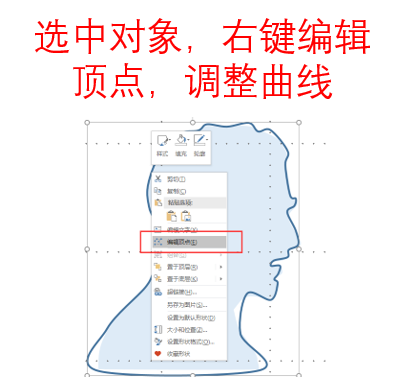 选中对象，右键编辑
顶点，调整曲线
样式 填充 轮廓
剪切(T)
复制(C)
粘贴选项:
编辑文字(X)
编辑顶点(E)
置于顶层(R)
置于底层(K)
超链接(H)...
另存为图片(S)...
设置为默认形状(D)
大小和位置(Z)...
设置形状格式(O)...
收藏形状